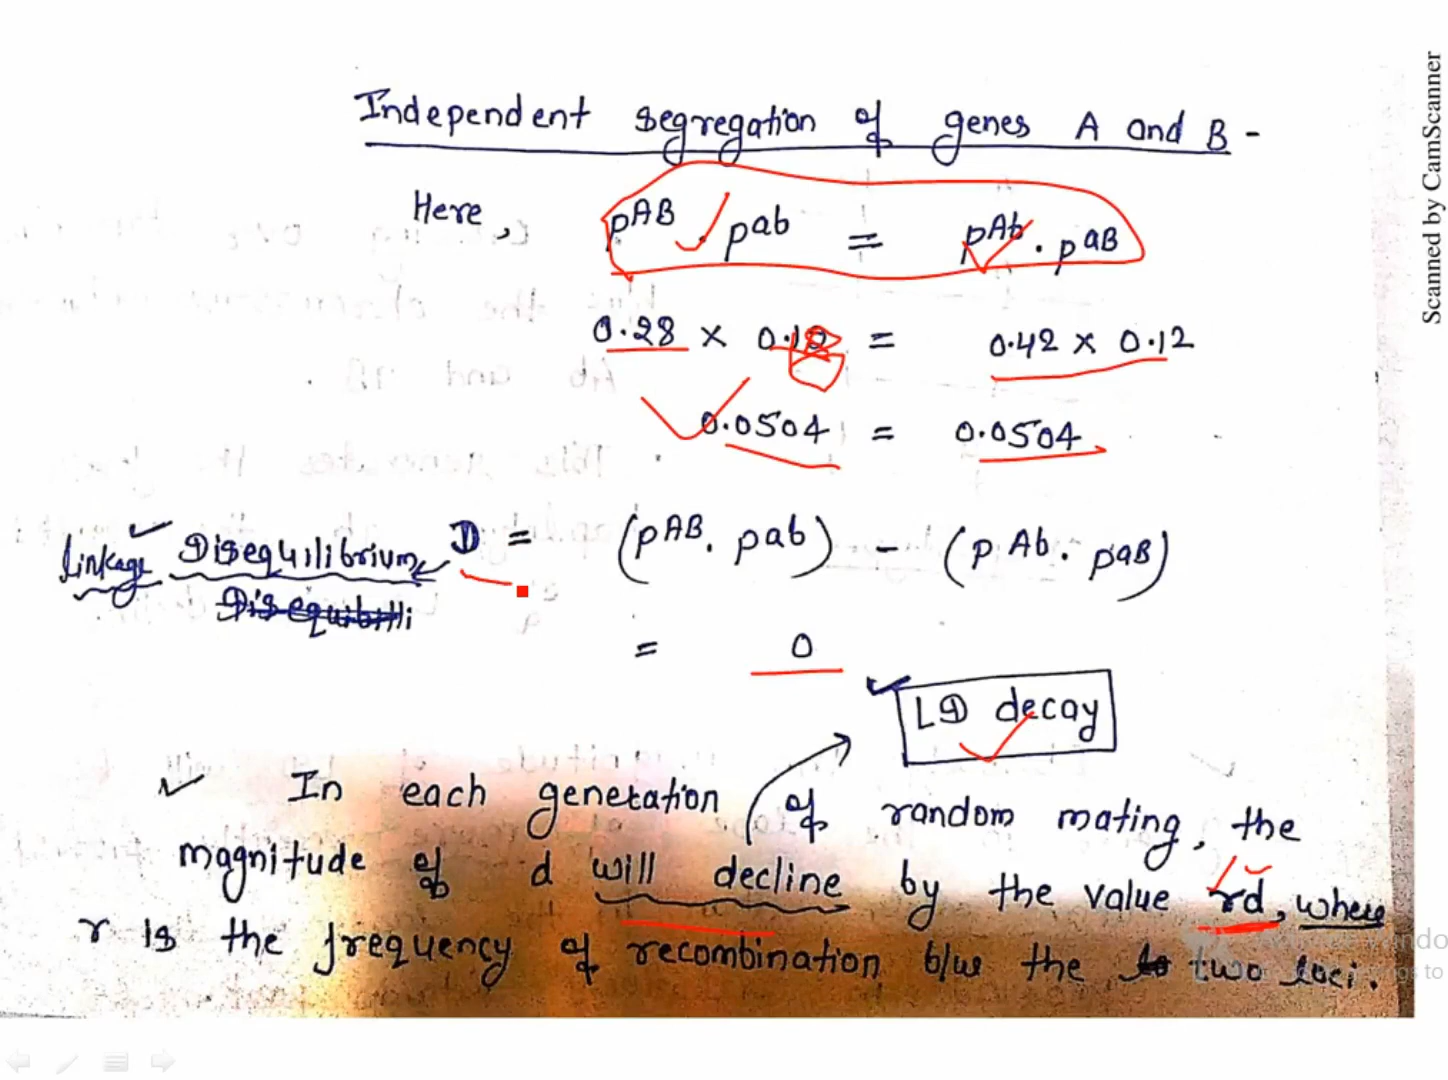 Independent segregation of genes A and B -
Here, pAB . pab = pAb . paB
0.28 × 0.1 = 0.42 × 0.12
0.0504 = 0.0504
Linkage Disequilibrium D = (pAB. pab) - (pAb. paB)
= 0
LD decay
In each generation of random mating, the
magnitude of d will decline by the value rd, where
r is the frequency of recombination b/w the two loci.
Scanned by CamScanner